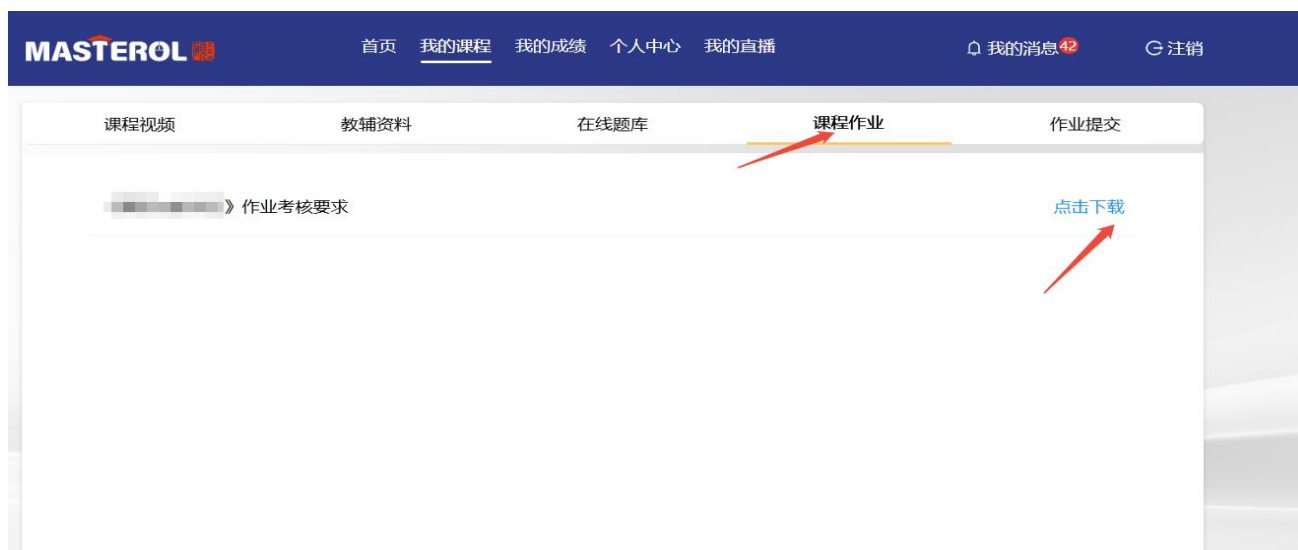 MASTEROL
首页 我的课程 我的成绩 个人中心 我的直播 我的消息42 注销
课程视频 教辅资料 在线题库 课程作业 作业提交
》作业考核要求 点击下载